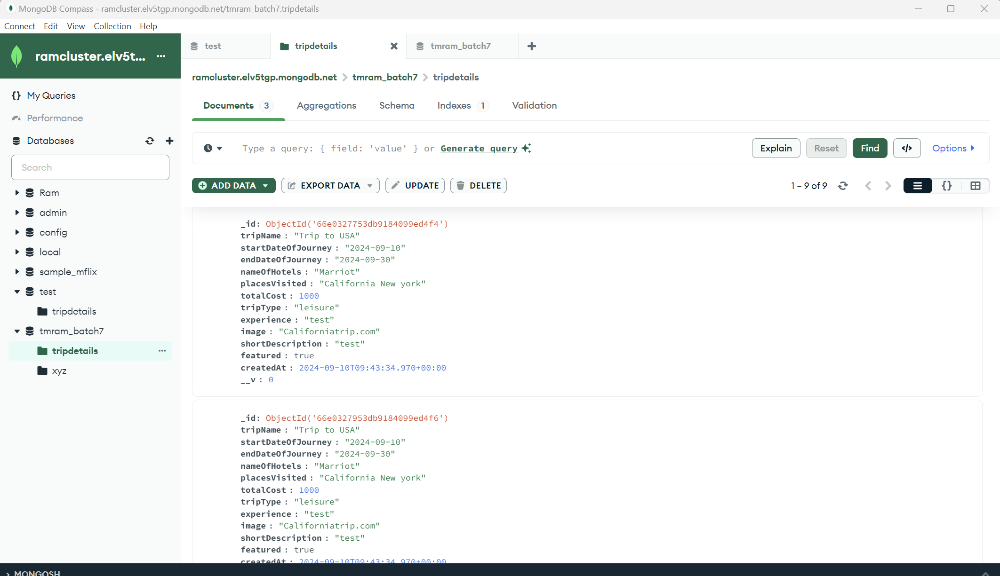 MongoDB Compass - ramcluster.elv5tgp.mongodb.net/tmram_batch7.tripdetails
Connect Edit View Collection Help
ramcluster.elv5t...
test
tripdetails
tmram_batch7
ramcluster.elv5tgp.mongodb.net > tmram_batch7 > tripdetails
My Queries
Performance
Databases
Search
Ram
admin
config
local
sample_mflix
test
tripdetails
tmram_batch7
tripdetails
xyz
Documents 3 Aggregations Schema Indexes 1 Validation
Type a query: { field: 'value' } or Generate query
Explain Reset Find </> Options
ADD DATA EXPORT DATA UPDATE DELETE
1 – 9 of 9 {}
_id: ObjectId('66e0327753db9184099ed4f4')
tripName : "Trip to USA"
startDateOfJourney : "2024-09-10"
endDateOfJourney : "2024-09-30"
nameOfHotels : "Marriot"
placesVisited : "California New york"
totalCost : 1000
tripType : "leisure"
experience : "test"
image : "Californiatrip.com"
shortDescription : "test"
featured : true
createdAt : 2024-09-10T09:43:34.970+00:00
__v : 0
_id: ObjectId('66e0327953db9184099ed4f6')
tripName : "Trip to USA"
startDateOfJourney : "2024-09-10"
endDateOfJourney : "2024-09-30"
nameOfHotels : "Marriot"
placesVisited : "California New york"
totalCost : 1000
tripType : "leisure"
experience : "test"
image : "Californiatrip.com"
shortDescription : "test"
featured : true
createdAt : 2024-09-10T09:43:34.970+00:00
>_MONGOSH